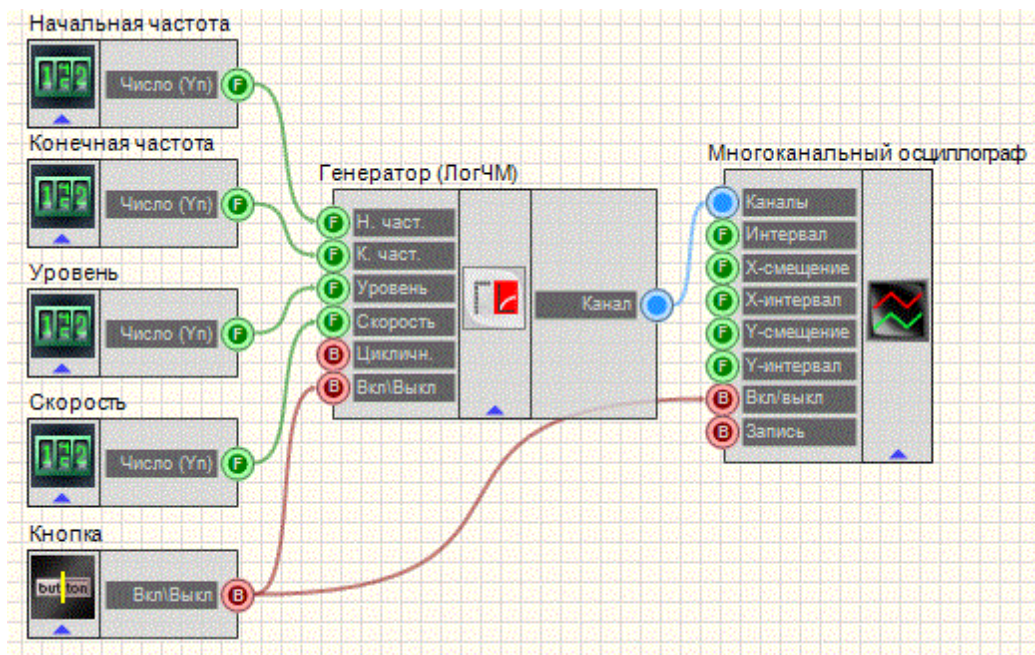 Начальная частота
Число (Yn)
F
Конечная частота
Число (Yn)
F
Уровень
Число (Yn)
F
Скорость
Число (Yn)
F
Кнопка
button
Вкл\Выкл
B
Генератор (ЛогЧМ)
F Н. част.
F К. част.
F Уровень
F Скорость
B Цикличн.
B Вкл\Выкл
Канал
Многоканальный осциллограф
Каналы
F Интервал
F X-смещение
F X-интервал
F Y-смещение
F Y-интервал
B Вкл/выкл
B Запись